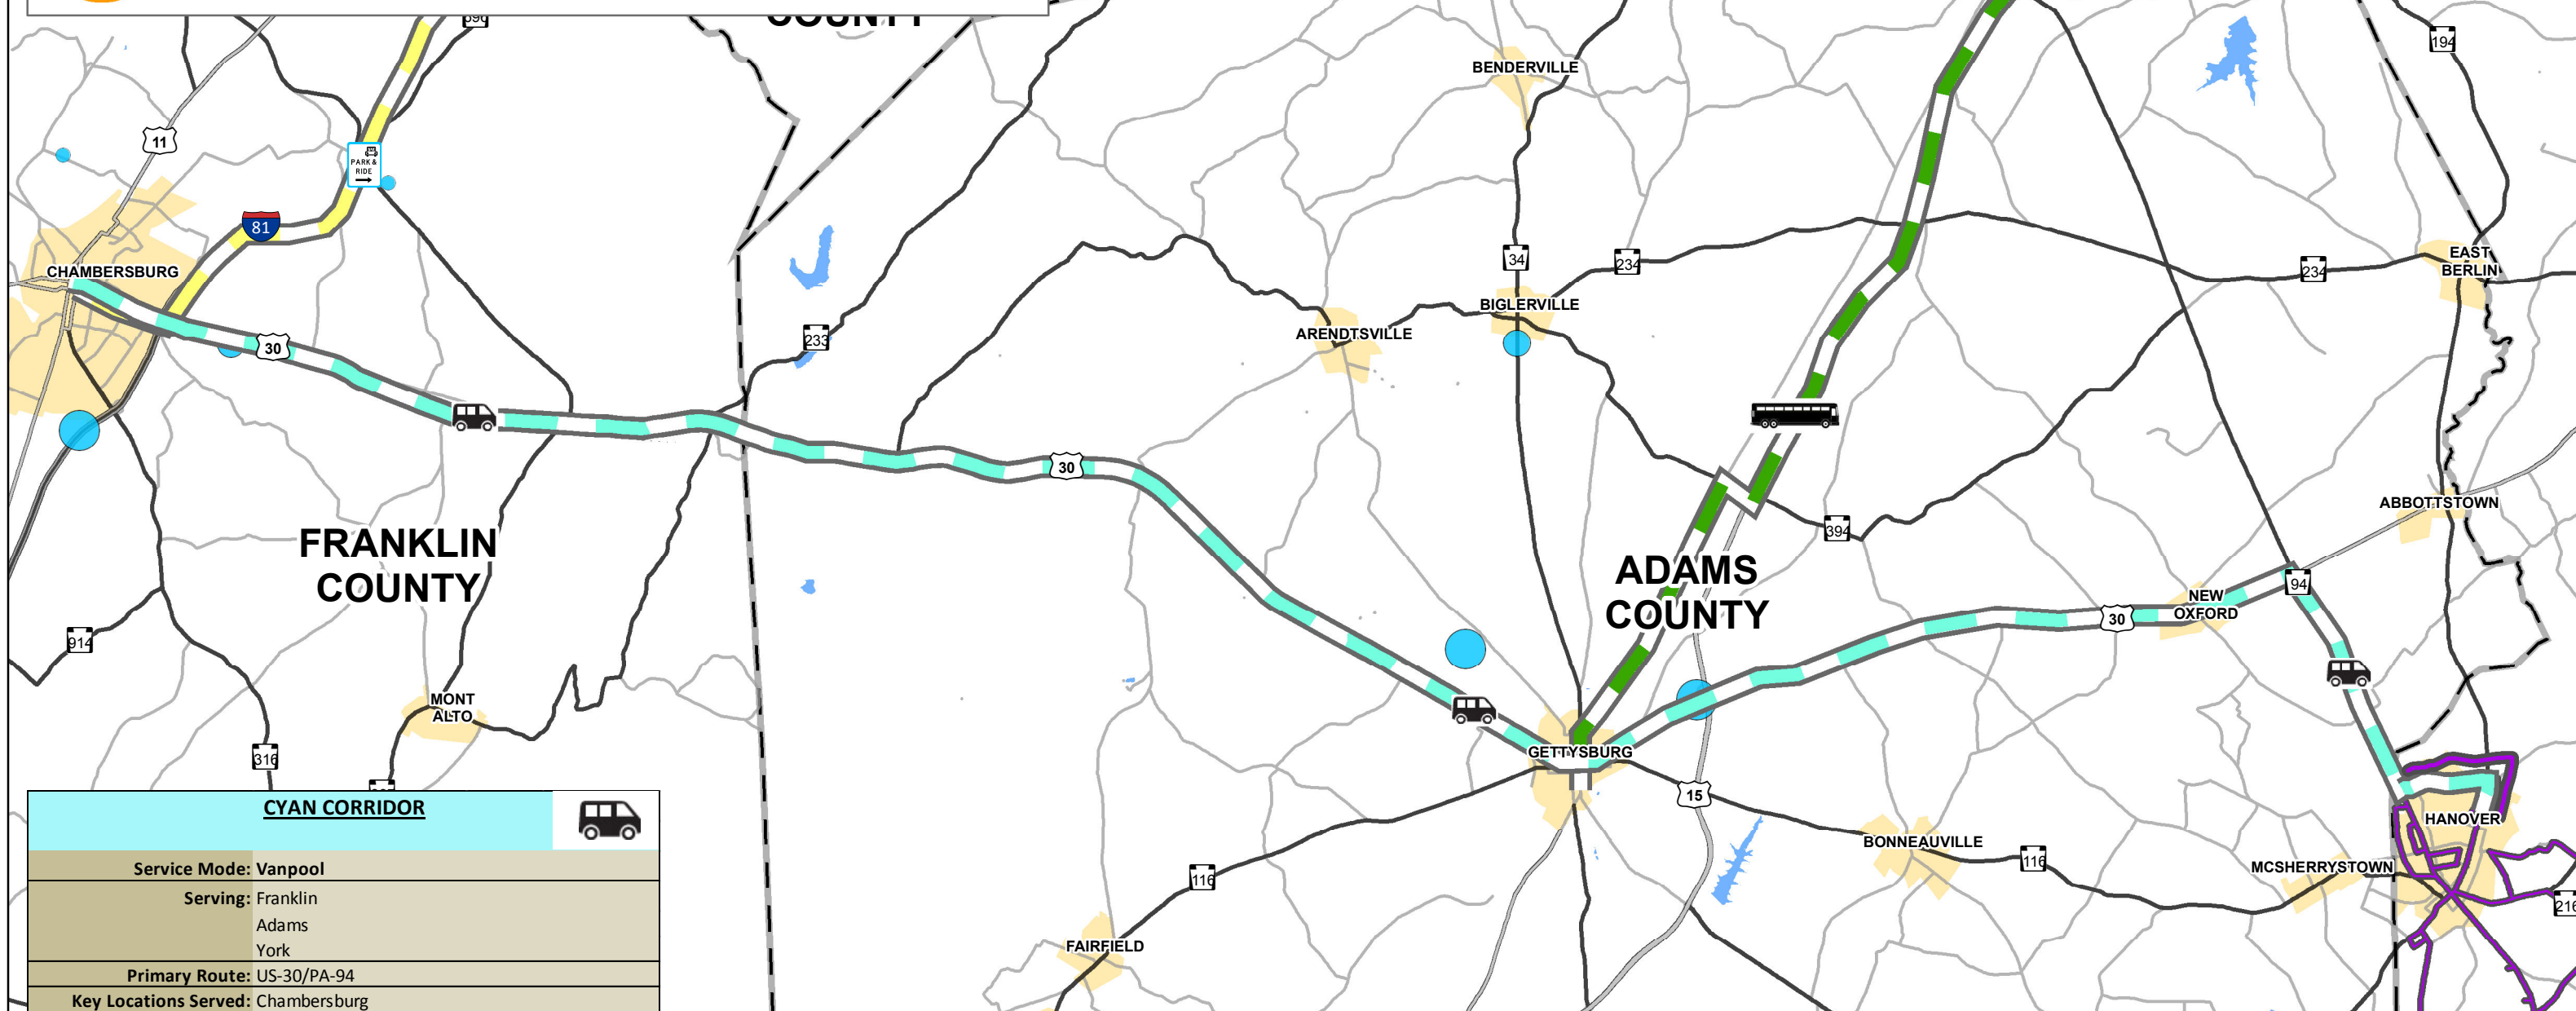 COUNTY
194
BENDERVILLE
11
PARK &
RIDE
81
CHAMBERSBURG
34
234
234
EAST
BERLIN
BIGLERVILLE
ARENDTSVILLE
233
30
30
ABBOTTSTOWN
394
FRANKLIN
COUNTY
ADAMS
COUNTY
94
NEW
OXFORD
30
914
MONT
ALTO
316
GETTYSBURG
15
HANOVER
BONNEAUVILLE
116
MCSHERRYSTOWN
116
216
FAIRFIELD
CYAN CORRIDOR
Service Mode: Vanpool
Serving: Franklin
Adams
York
Primary Route: US-30/PA-94
Key Locations Served: Chambersburg